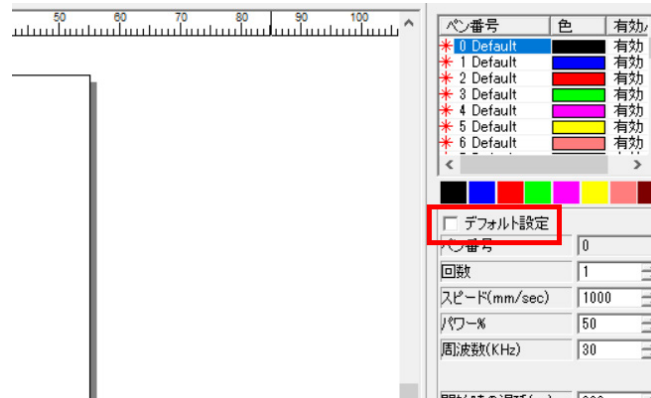 50 60 70 80 90 100
ペン番号 色 有効
0 Default 有効
1 Default 有効
2 Default 有効
3 Default 有効
4 Default 有効
5 Default 有効
6 Default 有効
デフォルト設定
ペン番号 0
回数 1
スピード(mm/sec) 1000
パワー% 50
周波数(KHz) 30